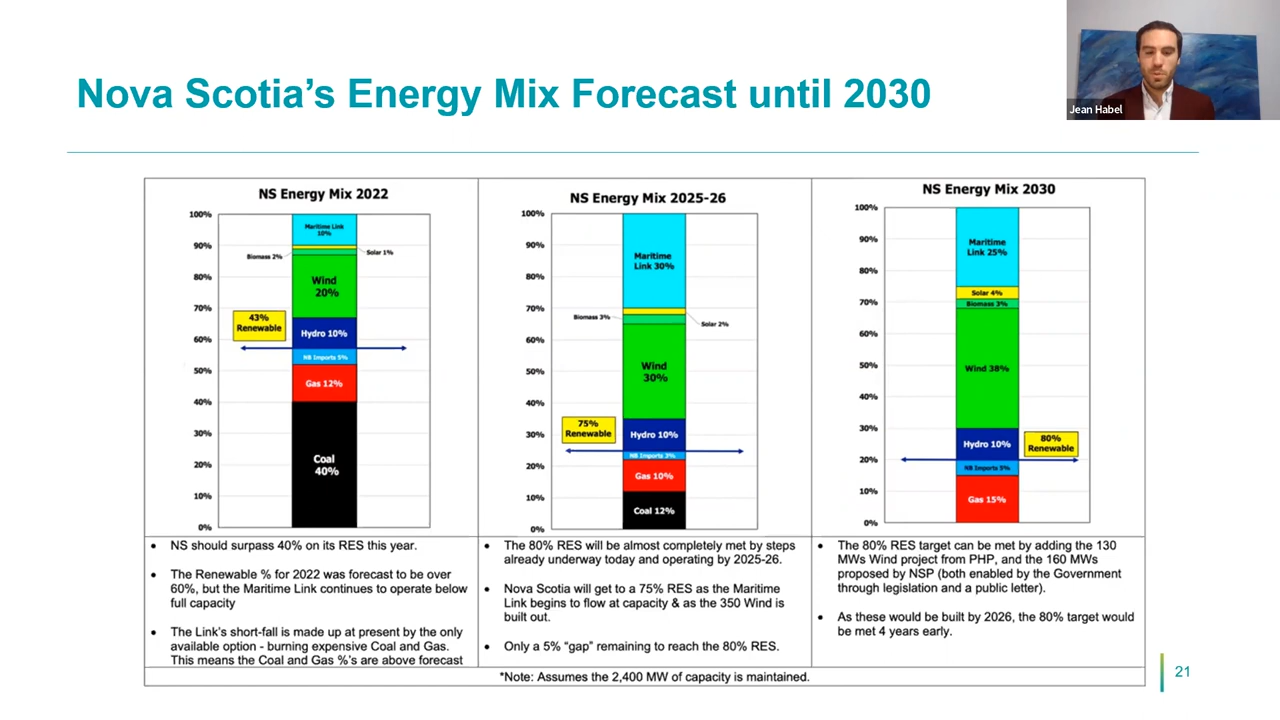 Jean Habel
Nova Scotia's Energy Mix Forecast until 2030
NS Energy Mix 2022
100%
90%
80%
70%
60%
50%
40%
30%
20%
10%
0%
Maritime Link
10%
Biomass 2%
Solar 1%
Wind
20%
43%
Renewable
Hydro 10%
NB Imports 5%
Gas 12%
Coal
40%
NS should surpass 40% on its RES this year.
The Renewable % for 2022 was forecast to be over
60%, but the Maritime Link continues to operate below
full capacity
The Link's short-fall is made up at present by the only
available option - burning expensive Coal and Gas.
This means the Coal and Gas %'s are above forecast
NS Energy Mix 2025-26
100%
90%
80%
70%
60%
50%
40%
30%
20%
10%
0%
Maritime
Link 30%
Biomass 3%
Solar 2%
Wind
30%
75%
Renewable
Hydro 10%
NB Imports 3%
Gas 10%
Coal 12%
The 80% RES will be almost completely met by steps
already underway today and operating by 2025-26.
Nova Scotia will get to a 75% RES as the Maritime
Link begins to flow at capacity & as the 350 Wind is
built out.
Only a 5% “gap” remaining to reach the 80% RES.
NS Energy Mix 2030
100%
90%
80%
70%
60%
50%
40%
30%
20%
10%
0%
Maritime
Link 25%
Solar 4%
Biomass 3%
Wind 38%
Hydro 10%
80%
Renewable
NB Imports 5%
Gas 15%
The 80% RES target can be met by adding the 130
MWs Wind project from PHP, and the 160 MWs
proposed by NSP (both enabled by the Government
through legislation and a public letter).
As these would be built by 2026, the 80% target would
be met 4 years early.
*Note: Assumes the 2,400 MW of capacity is maintained.
21